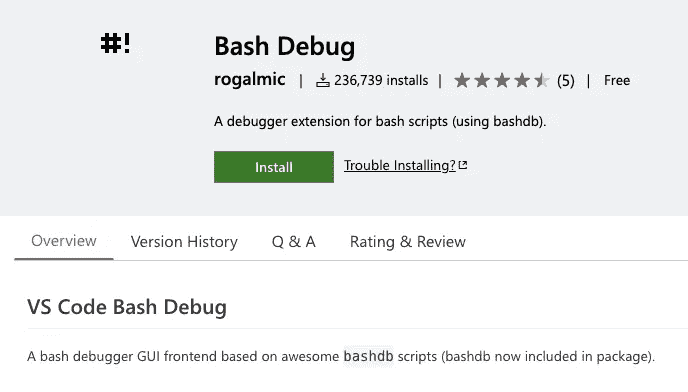 #!
Bash Debug
rogalmic | 236,739 installs | (5) | Free
A debugger extension for bash scripts (using bashdb).
Install Trouble Installing?
Overview Version History Q & A Rating & Review
VS Code Bash Debug
A bash debugger GUI frontend based on awesome bashdb scripts (bashdb now included in package).